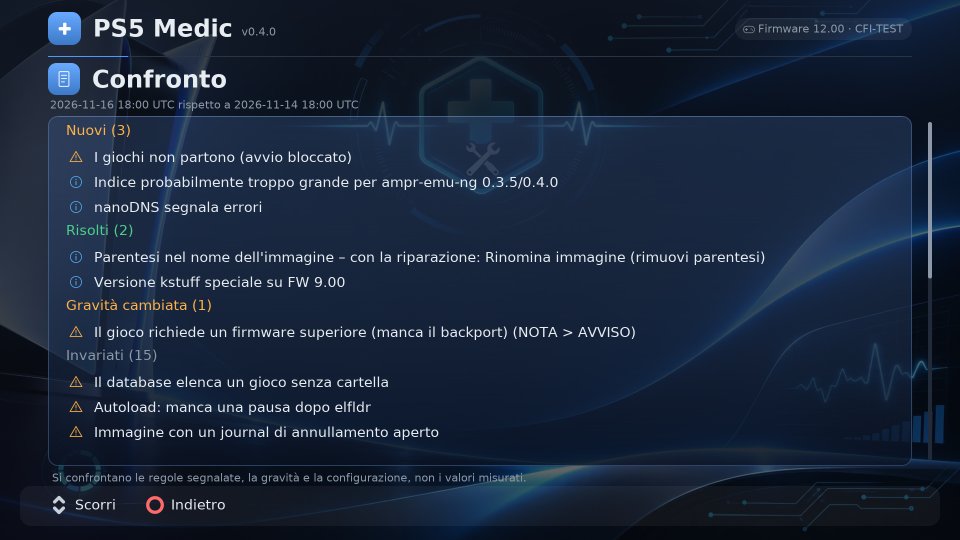 PS5 Medic v0.4.0
Firmware 12.00 · CFI-TEST
Confronto
2026-11-16 18:00 UTC rispetto a 2026-11-14 18:00 UTC
Nuovi (3)
I giochi non partono (avvio bloccato)
Indice probabilmente troppo grande per ampr-emu-ng 0.3.5/0.4.0
nanoDNS segnala errori
Risolti (2)
Parentesi nel nome dell'immagine – con la riparazione: Rinomina immagine (rimuovi parentesi)
Versione kstuff speciale su FW 9.00
Gravità cambiata (1)
Il gioco richiede un firmware superiore (manca il backport) (NOTA > AVVISO)
Invariati (15)
Il database elenca un gioco senza cartella
Autoload: manca una pausa dopo elfldr
Immagine con un journal di annullamento aperto
Si confrontano le regole segnalate, la gravità e la configurazione, non i valori misurati.
Scorri
Indietro